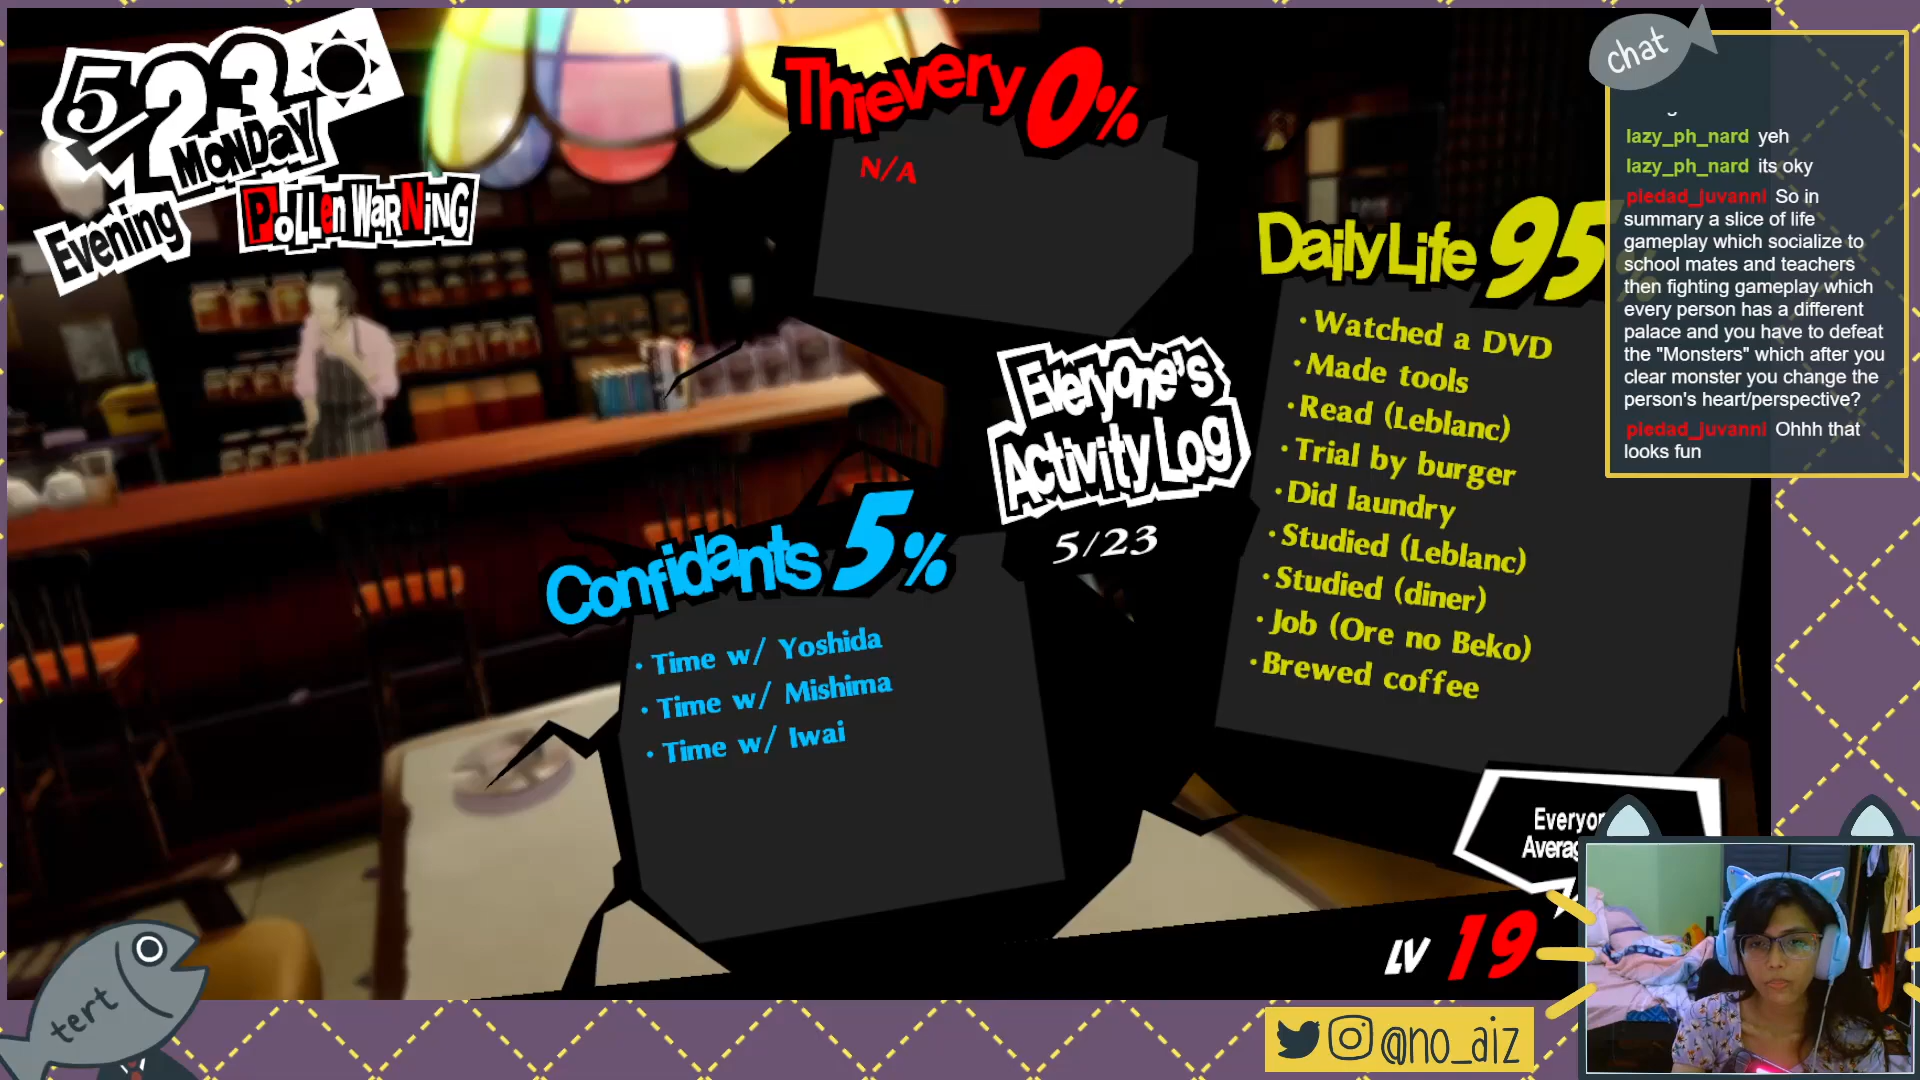 5/23
Monday
Evening
Pollen Warning
Thievery 0%
N/A
Daily Life 95%
• Watched a DVD
• Made tools
• Read (Leblanc)
• Trial by burger
• Did laundry
• Studied (Leblanc)
• Studied (diner)
• Job (Ore no Beko)
• Brewed coffee
Everyone's
Activity Log
5/23
Confidants 5%
• Time w/ Yoshida
• Time w/ Mishima
• Time w/ Iwai
LV 19
chat
lazy_ph_nard yeh
lazy_ph_nard its oky
piedad_juvanni So in
summary a slice of life
gameplay which socialize to
school mates and teachers
then fighting gameplay which
every person has a different
palace and you have to defeat
the "Monsters" which after you
clear monster you change the
person's heart/perspective?
piedad_juvanni Ohhh that
looks fun
tert
@no_aiz